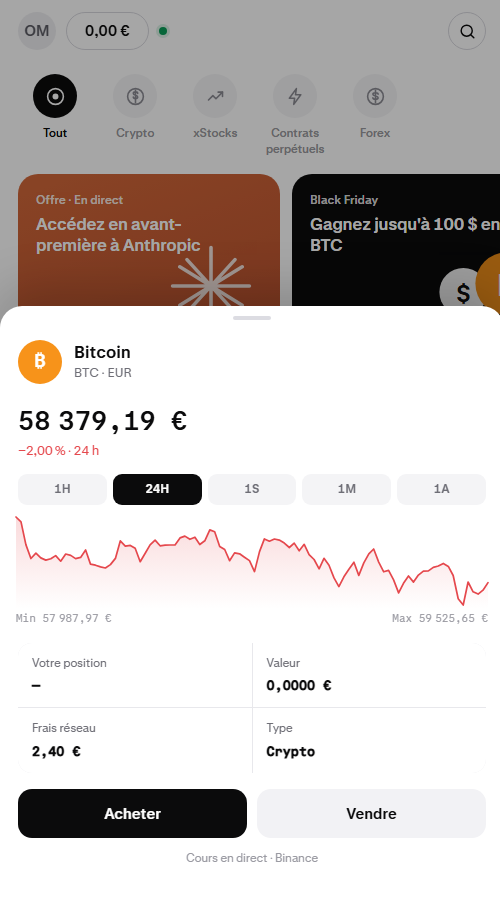 OM
0,00 €
Tout
Crypto
xStocks
Contrats
perpétuels
Forex
Offre · En direct
Accédez en avant-
première à Anthropic
Black Friday
Gagnez jusqu'à 100 $ en
BTC
$
Bitcoin
BTC · EUR
58 379,19 €
−2,00 % · 24 h
1H
24H
1S
1M
1A
Min 57 987,97 €
Max 59 525,65 €
Votre position
—
Valeur
0,0000 €
Frais réseau
2,40 €
Type
Crypto
Acheter
Vendre
Cours en direct · Binance